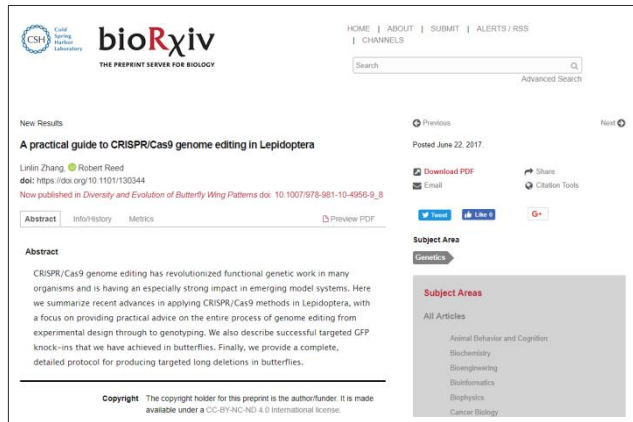 CSH
Cold
Spring
Harbor
Laboratory
bioRχiv
THE PREPRINT SERVER FOR BIOLOGY
HOME | ABOUT | SUBMIT | ALERTS / RSS
| CHANNELS
Search
Advanced Search
New Results
A practical guide to CRISPR/Cas9 genome editing in Lepidoptera
Linlin Zhang, Robert Reed
doi: https://doi.org/10.1101/130344
Now published in Diversity and Evolution of Butterfly Wing Patterns doi: 10.1007/978-981-10-4956-9_8
Abstract Info/History Metrics Preview PDF
Abstract
CRISPR/Cas9 genome editing has revolutionized functional genetic work in many
organisms and is having an especially strong impact in emerging model systems. Here
we summarize recent advances in applying CRISPR/Cas9 methods in Lepidoptera, with
a focus on providing practical advice on the entire process of genome editing from
experimental design through to genotyping. We also describe successful targeted GFP
knock-ins that we have achieved in butterflies. Finally, we provide a complete,
detailed protocol for producing targeted long deletions in butterflies.
Copyright The copyright holder for this preprint is the author/funder. It is made
available under a CC-BY-NC-ND 4.0 International license.
Previous Next
Posted June 22, 2017.
Download PDF Share
Email Citation Tools
Tweet Like 0 G+
Subject Area
Genetics
Subject Areas
All Articles
Animal Behavior and Cognition
Biochemistry
Bioengineering
Bioinformatics
Biophysics
Cancer Biology